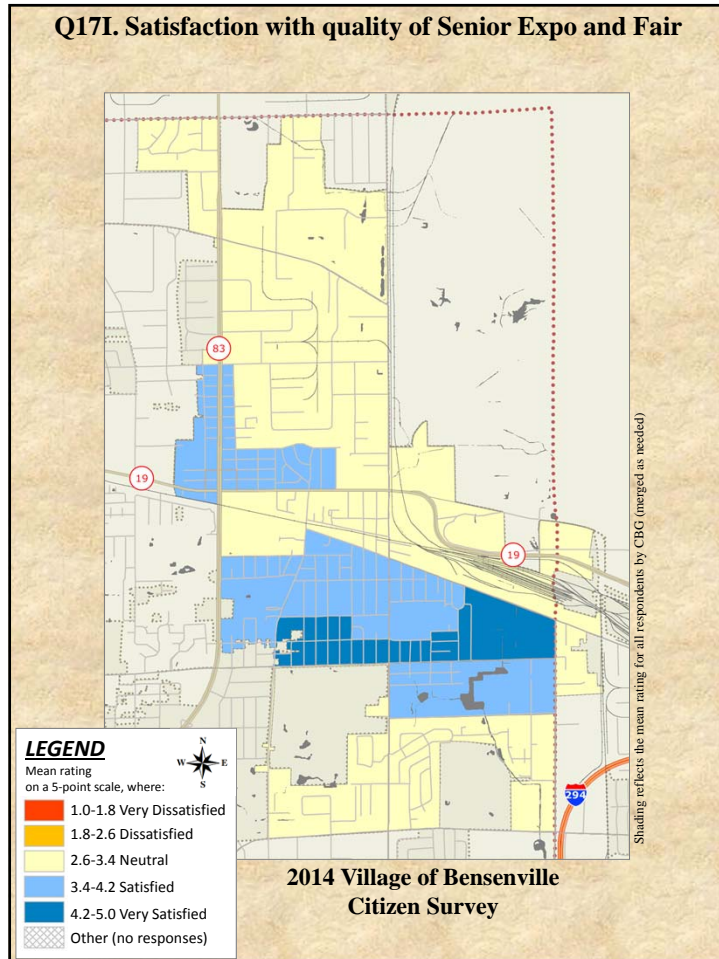 Q17I. Satisfaction with quality of Senior Expo and Fair
83
19
19
294
Shading reflects the mean rating for all respondents by CBG (merged as needed)
LEGEND
Mean rating
on a 5-point scale, where:
N
W E
S
1.0-1.8 Very Dissatisfied
1.8-2.6 Dissatisfied
2.6-3.4 Neutral
3.4-4.2 Satisfied
4.2-5.0 Very Satisfied
Other (no responses)
2014 Village of Bensenville
Citizen Survey